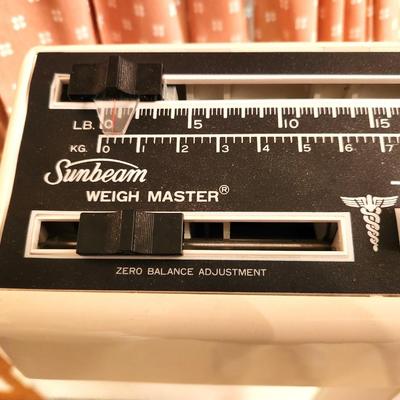 LB. 0 5 10 15
KG. 0 1 2 3 4 5 6 7
Sunbeam
WEIGH MASTER®
ZERO BALANCE ADJUSTMENT